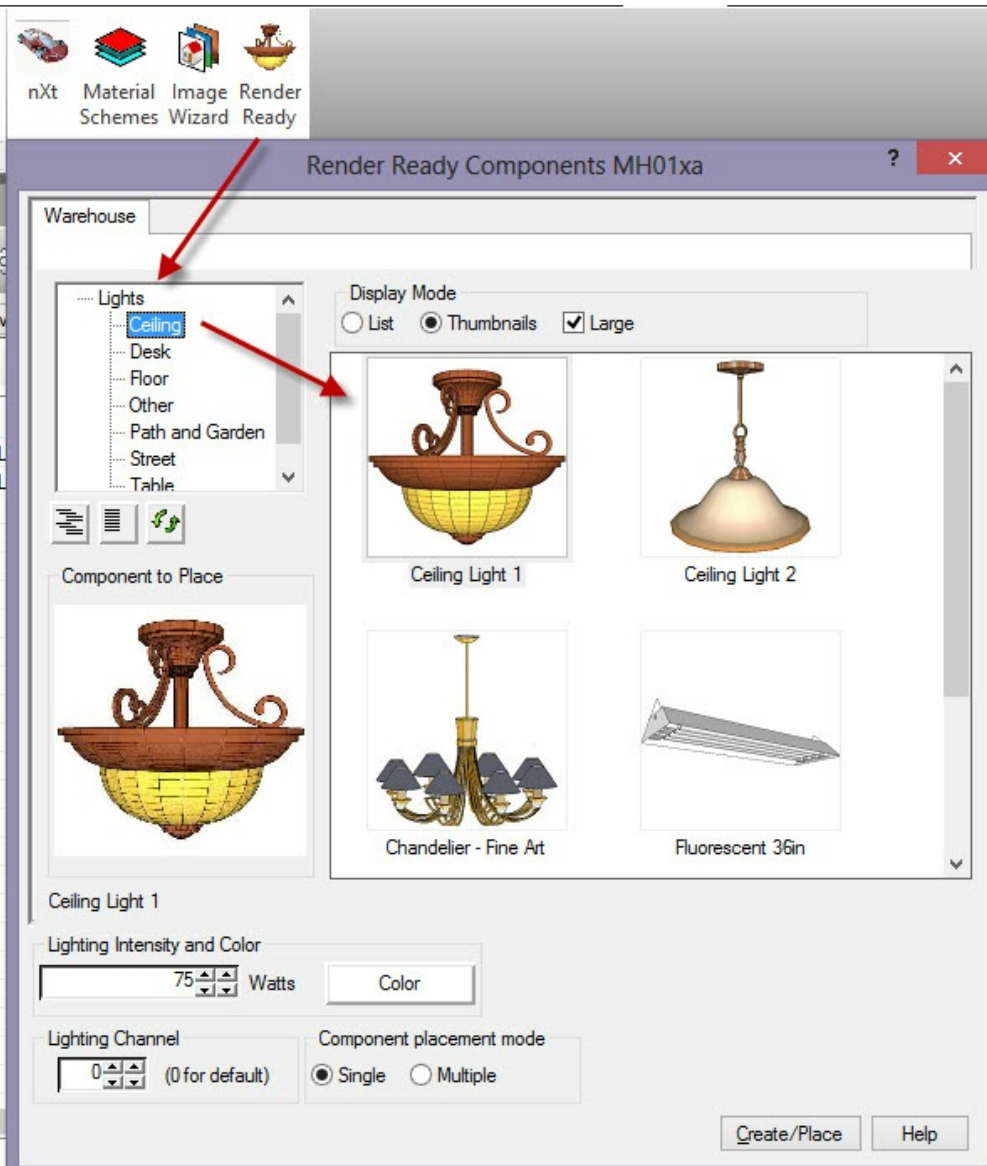 nXt
Material Schemes
Image Wizard
Render Ready
Render Ready Components MH01xa
?
Warehouse
Lights
Ceiling
Desk
Floor
Other
Path and Garden
Street
Table
Display Mode
List Thumbnails Large
Ceiling Light 1
Ceiling Light 2
Chandelier - Fine Art
Fluorescent 36in
Component to Place
Ceiling Light 1
Lighting Intensity and Color
75 Watts Color
Lighting Channel
0 (0 for default)
Component placement mode
Single Multiple
Create/Place Help